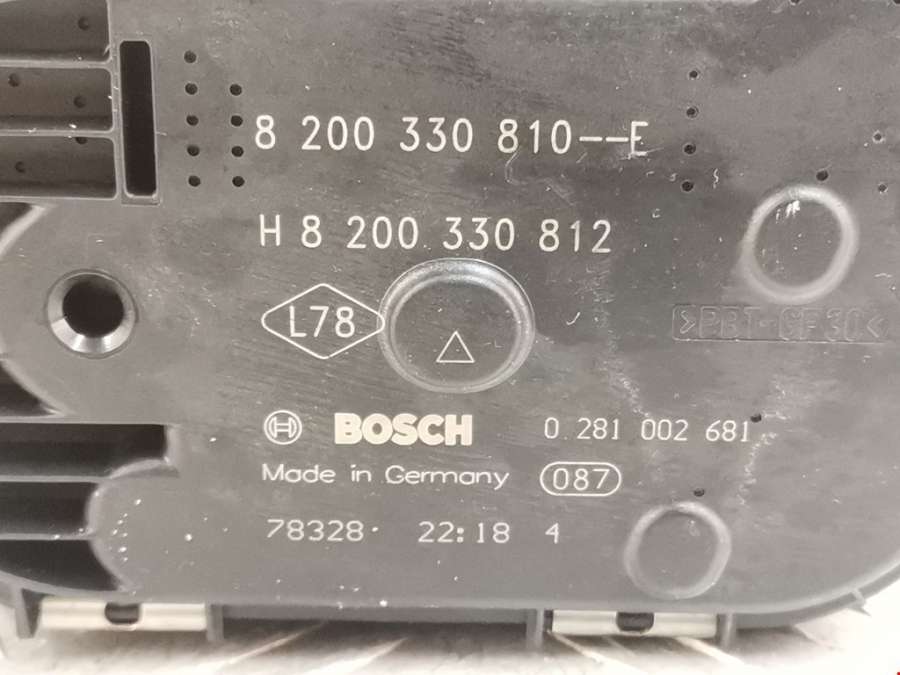 8 200 330 810--E
H 8 200 330 812
L78
>PBT-GF30<
BOSCH 0 281 002 681
Made in Germany 087
78328· 22:18 4